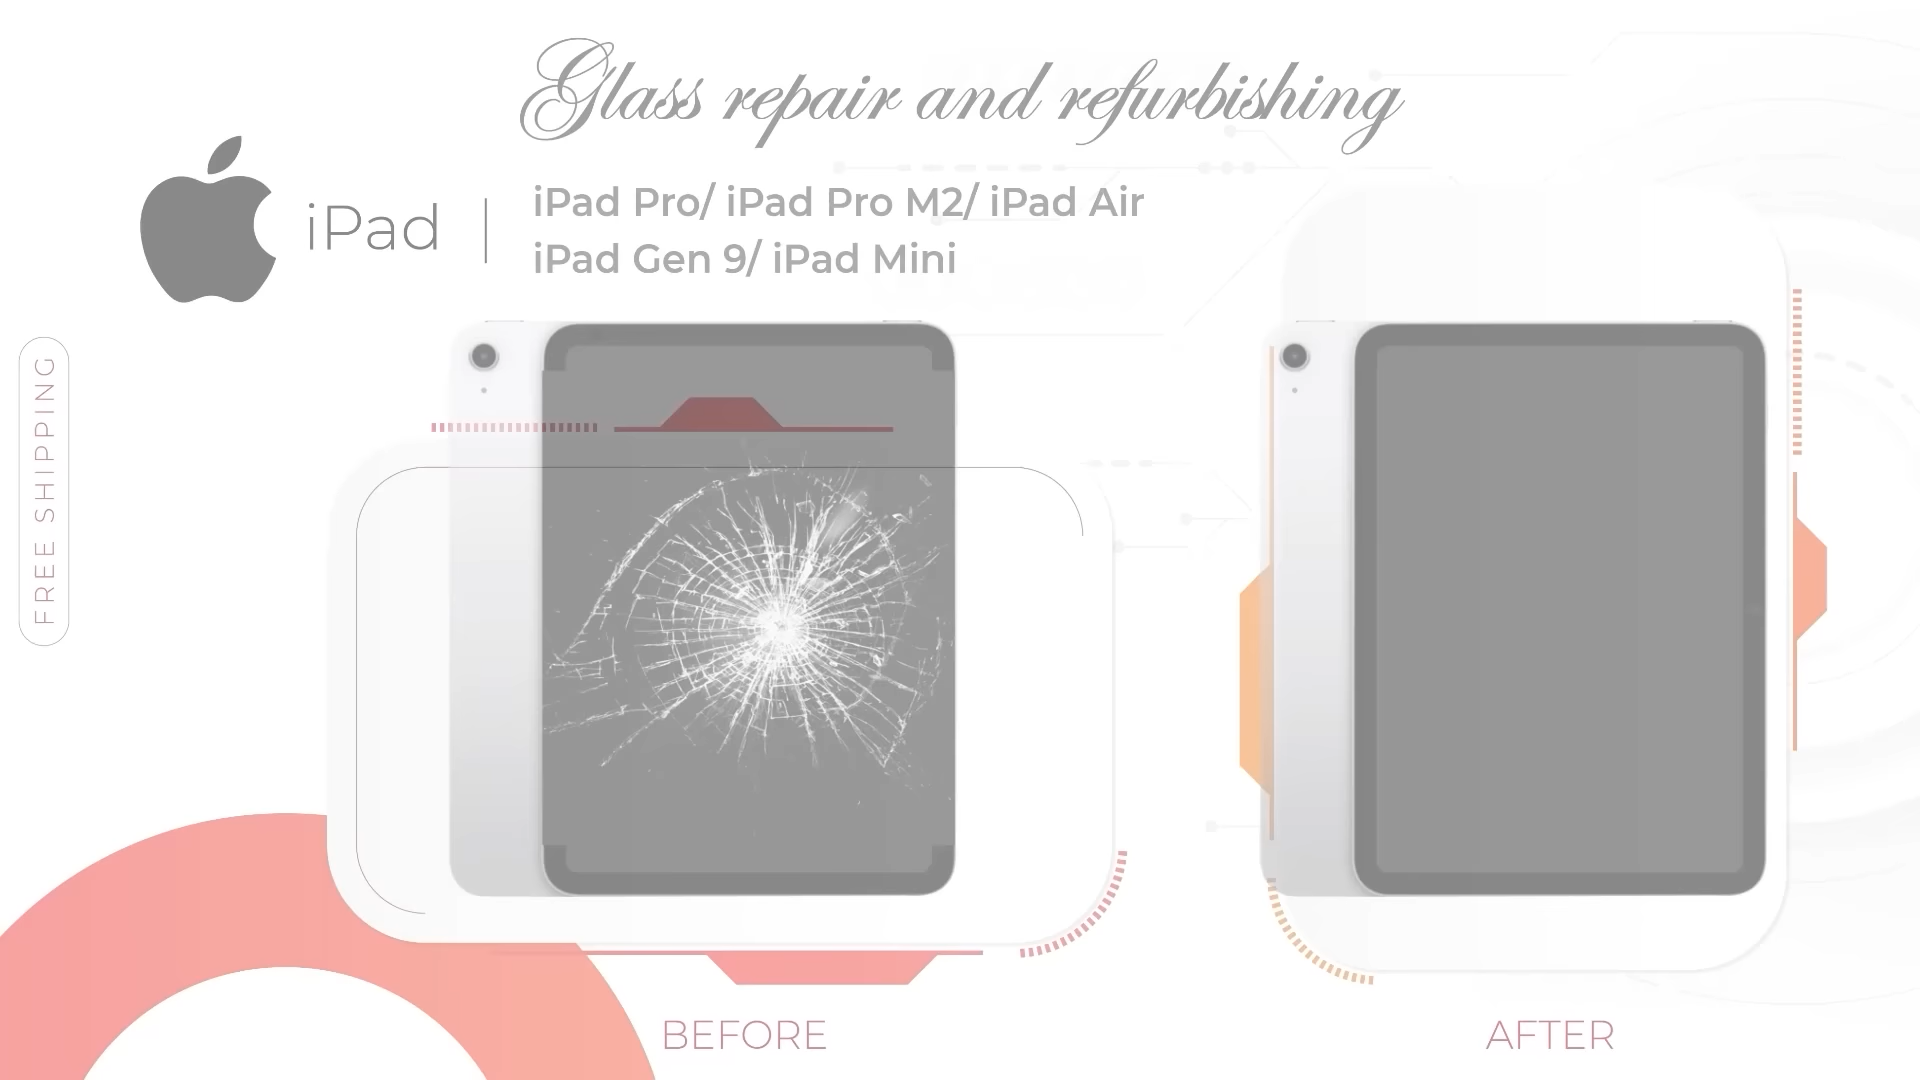 Glass repair and refurbishing
iPad
iPad Pro/ iPad Pro M2/ iPad Air
iPad Gen 9/ iPad Mini
FREE SHIPPING
BEFORE
AFTER